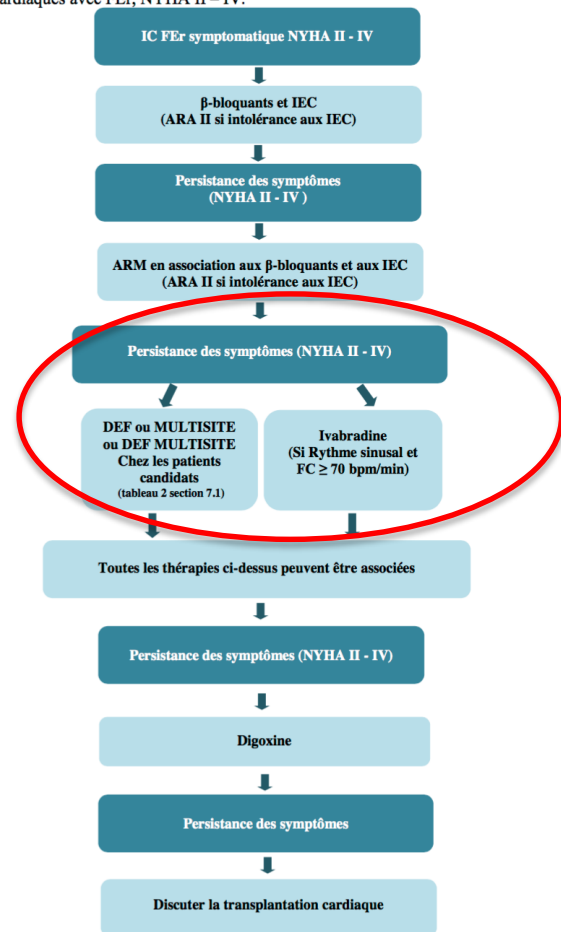 ardiaques avec FEr, NYHA II – IV.
IC FEr symptomatique NYHA II - IV
β-bloquants et IEC
(ARA II si intolérance aux IEC)
Persistance des symptômes
(NYHA II - IV )
ARM en association aux β-bloquants et aux IEC
(ARA II si intolérance aux IEC)
Persistance des symptômes (NYHA II - IV)
DEF ou MULTISITE
ou DEF MULTISITE
Chez les patients
candidats
(tableau 2 section 7.1)
Ivabradine
(Si Rythme sinusal et
FC ≥ 70 bpm/min)
Toutes les thérapies ci-dessus peuvent être associées
Persistance des symptômes (NYHA II - IV)
Digoxine
Persistance des symptômes
Discuter la transplantation cardiaque